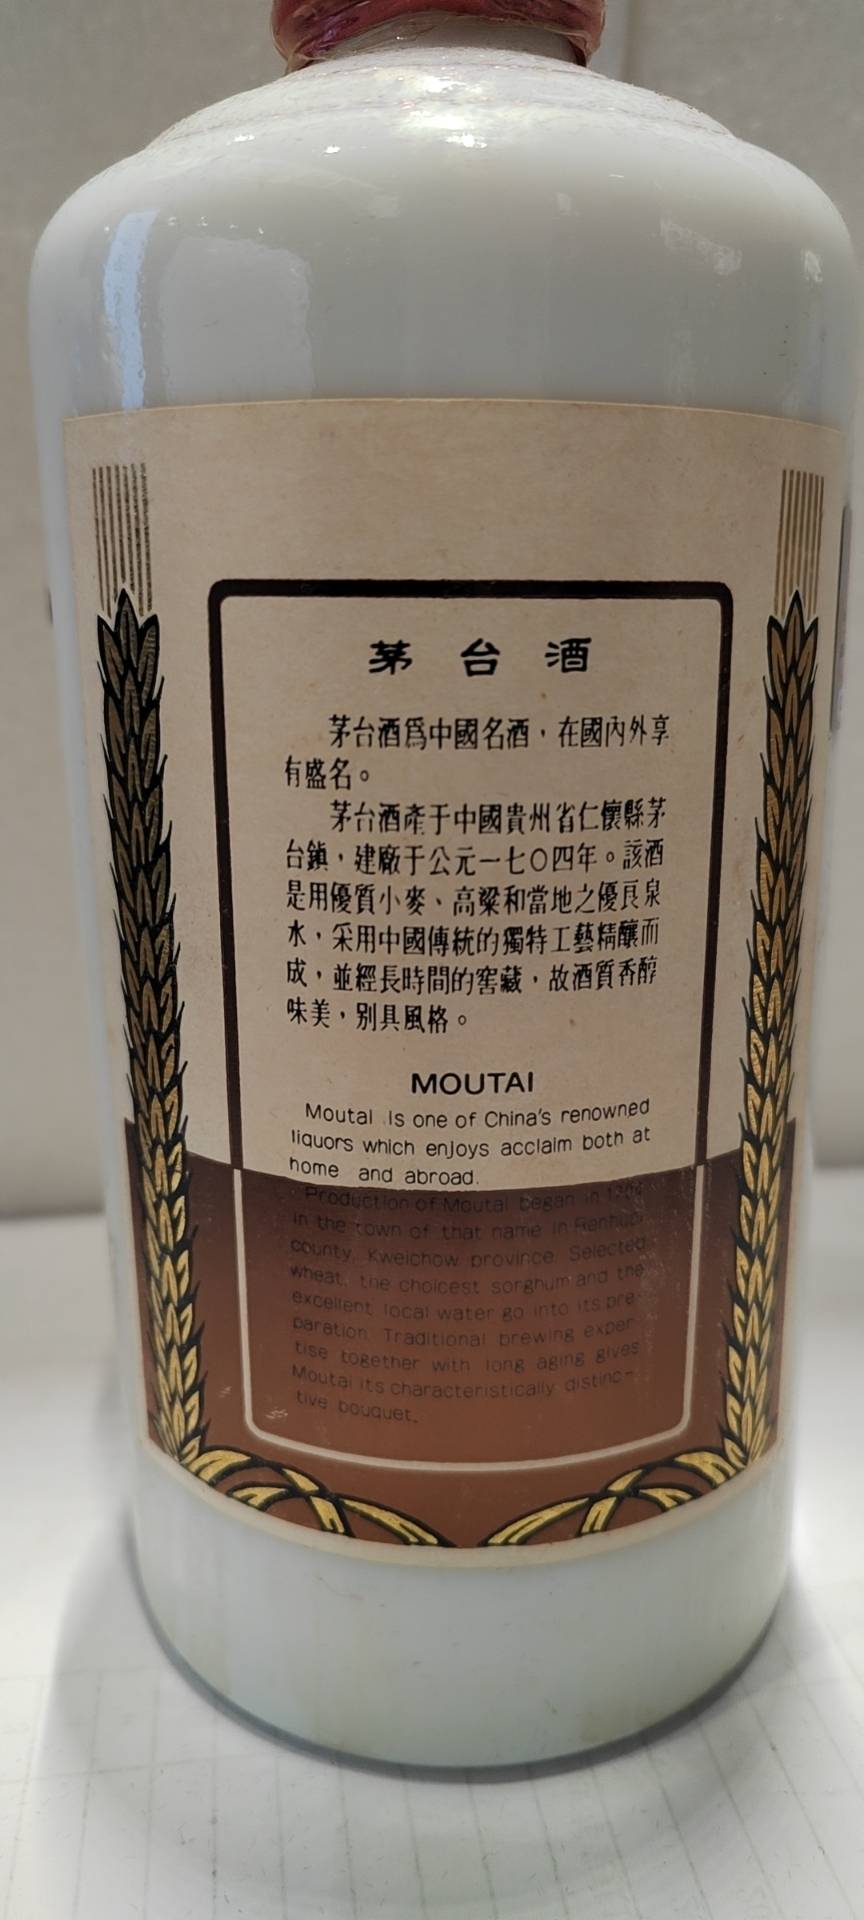 茅台酒
茅台酒爲中國名酒，在國內外享
有盛名。
茅台酒產于中國貴州省仁懷縣茅
台鎮，建廠于公元一七〇四年。該酒
是用優質小麥、高粱和當地之優良泉
水，采用中國傳統的獨特工藝精釀而
成，並經長時間的窖藏，故酒質香醇
味美，别具風格。
MOUTAI
Moutai is one of China's renowned
liquors which enjoys acclaim both at
home and abroad.
Production of Moutai began in 1704
in the town of that name in Renhuai
county, Kweichow province. Selected
wheat, the choicest sorghum and the
excellent local water go into its pre-
paration. Traditional brewing exper-
tise together with long aging gives
Moutai its characteristically distinc-
tive bouquet.